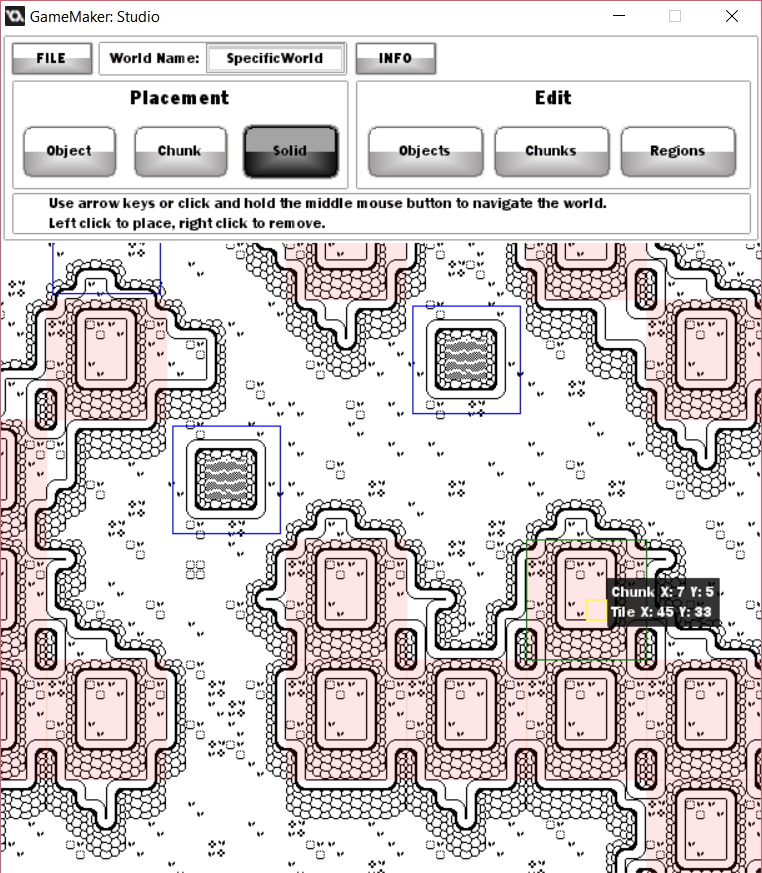 GameMaker: Studio
FILE
World Name:
SpecificWorld
INFO
Placement
Edit
Object
Chunk
Solid
Objects
Chunks
Regions
Use arrow keys or click and hold the middle mouse button to navigate the world.
Left click to place, right click to remove.
Chunk X: 7 Y: 5
Tile X: 45 Y: 33